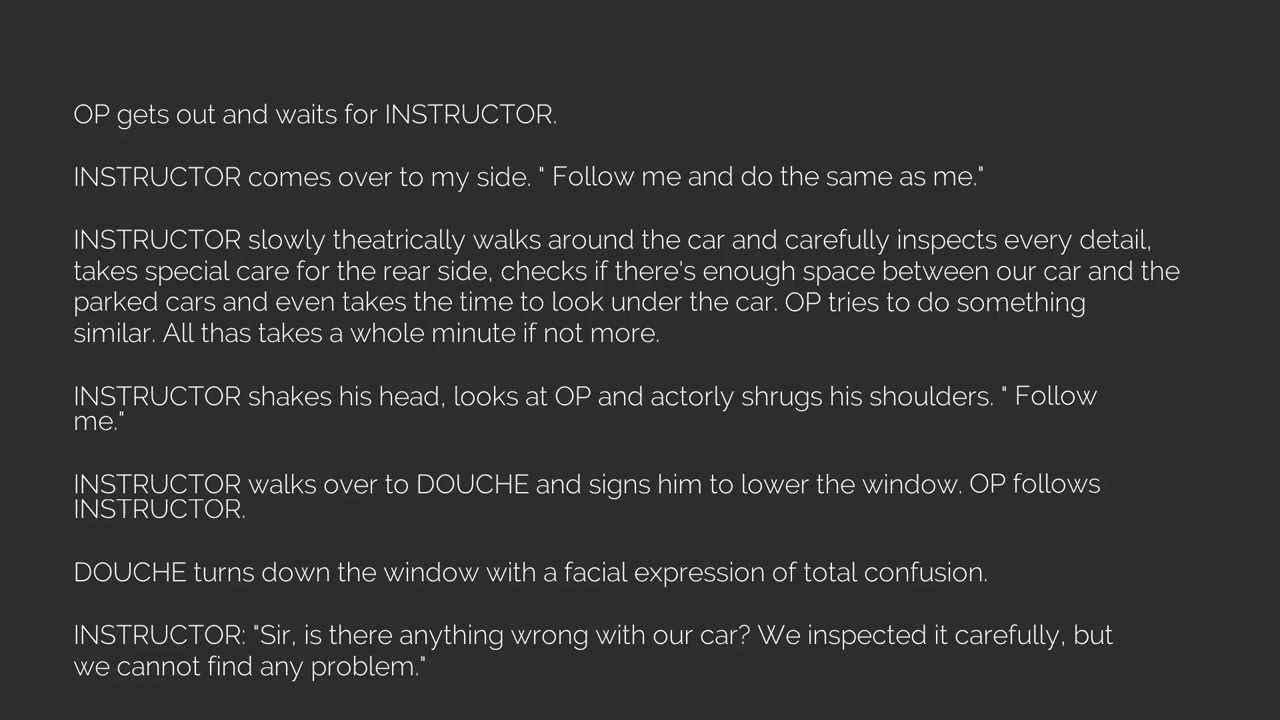 OP gets out and waits for INSTRUCTOR.
INSTRUCTOR comes over to my side. " Follow me and do the same as me."
INSTRUCTOR slowly theatrically walks around the car and carefully inspects every detail,
takes special care for the rear side, checks if there's enough space between our car and the
parked cars and even takes the time to look under the car. OP tries to do something
similar. All thas takes a whole minute if not more.
INSTRUCTOR shakes his head, looks at OP and actorly shrugs his shoulders. " Follow
me."
INSTRUCTOR walks over to DOUCHE and signs him to lower the window. OP follows
INSTRUCTOR.
DOUCHE turns down the window with a facial expression of total confusion.
INSTRUCTOR: "Sir, is there anything wrong with our car? We inspected it carefully, but
we cannot find any problem."